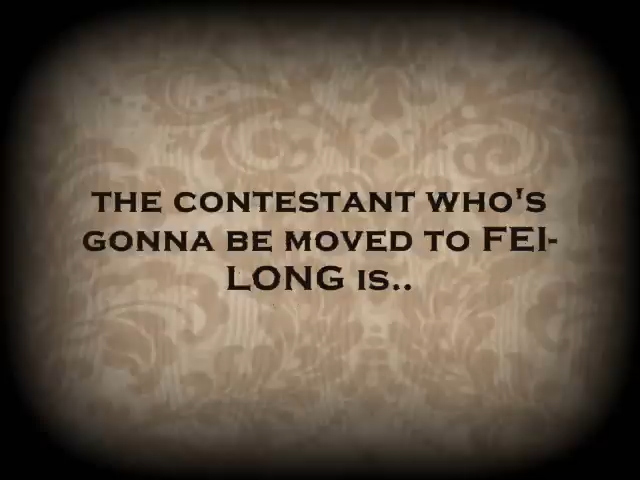 THE CONTESTANT WHO'S
GONNA BE MOVED TO FEI-
LONG IS..